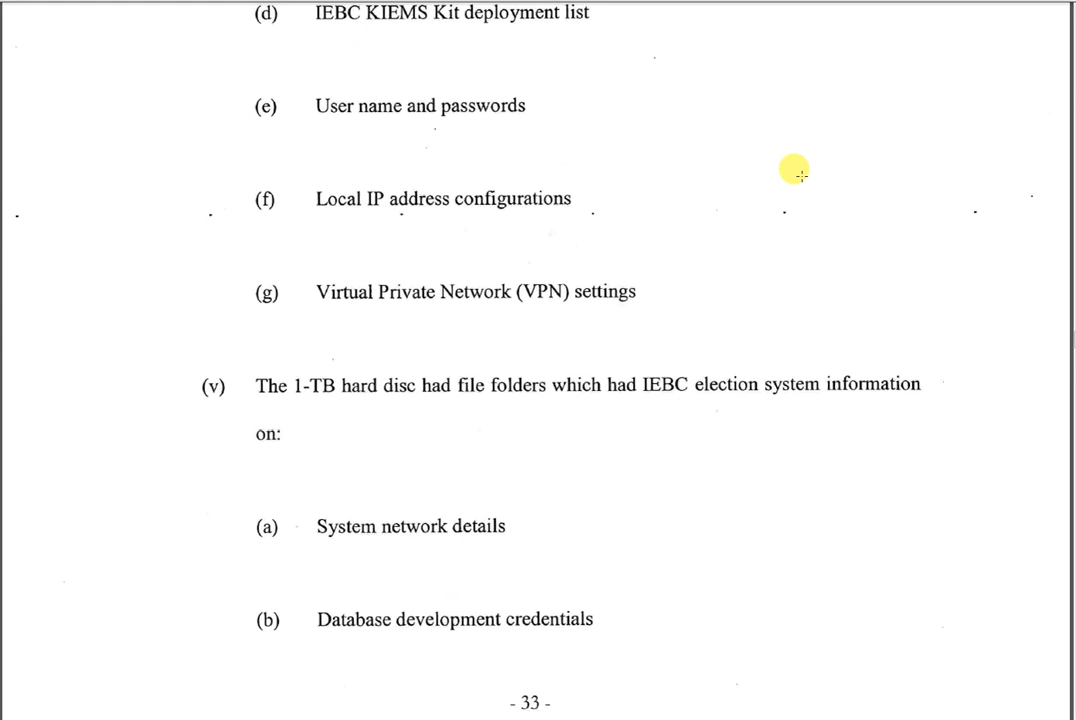 (d) IEBC KIEMS Kit deployment list
(e) User name and passwords
(f) Local IP address configurations
(g) Virtual Private Network (VPN) settings
(v) The 1-TB hard disc had file folders which had IEBC election system information
on:
(a) System network details
(b) Database development credentials
- 33 -